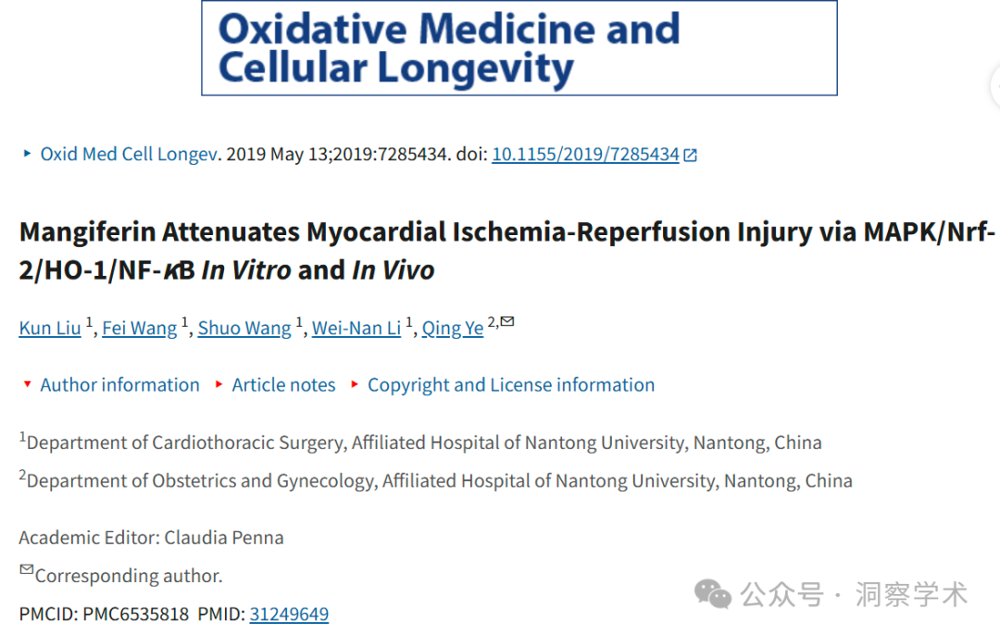 Oxidative Medicine and
Cellular Longevity
Oxid Med Cell Longev. 2019 May 13;2019:7285434. doi: 10.1155/2019/7285434
Mangiferin Attenuates Myocardial Ischemia-Reperfusion Injury via MAPK/Nrf-
2/HO-1/NF-κB In Vitro and In Vivo
Kun Liu 1, Fei Wang 1, Shuo Wang 1, Wei-Nan Li 1, Qing Ye 2,✉
Author information Article notes Copyright and License information
1Department of Cardiothoracic Surgery, Affiliated Hospital of Nantong University, Nantong, China
2Department of Obstetrics and Gynecology, Affiliated Hospital of Nantong University, Nantong, China
Academic Editor: Claudia Penna
✉Corresponding author.
PMCID: PMC6535818 PMID: 31249649
公众号 · 洞察学术